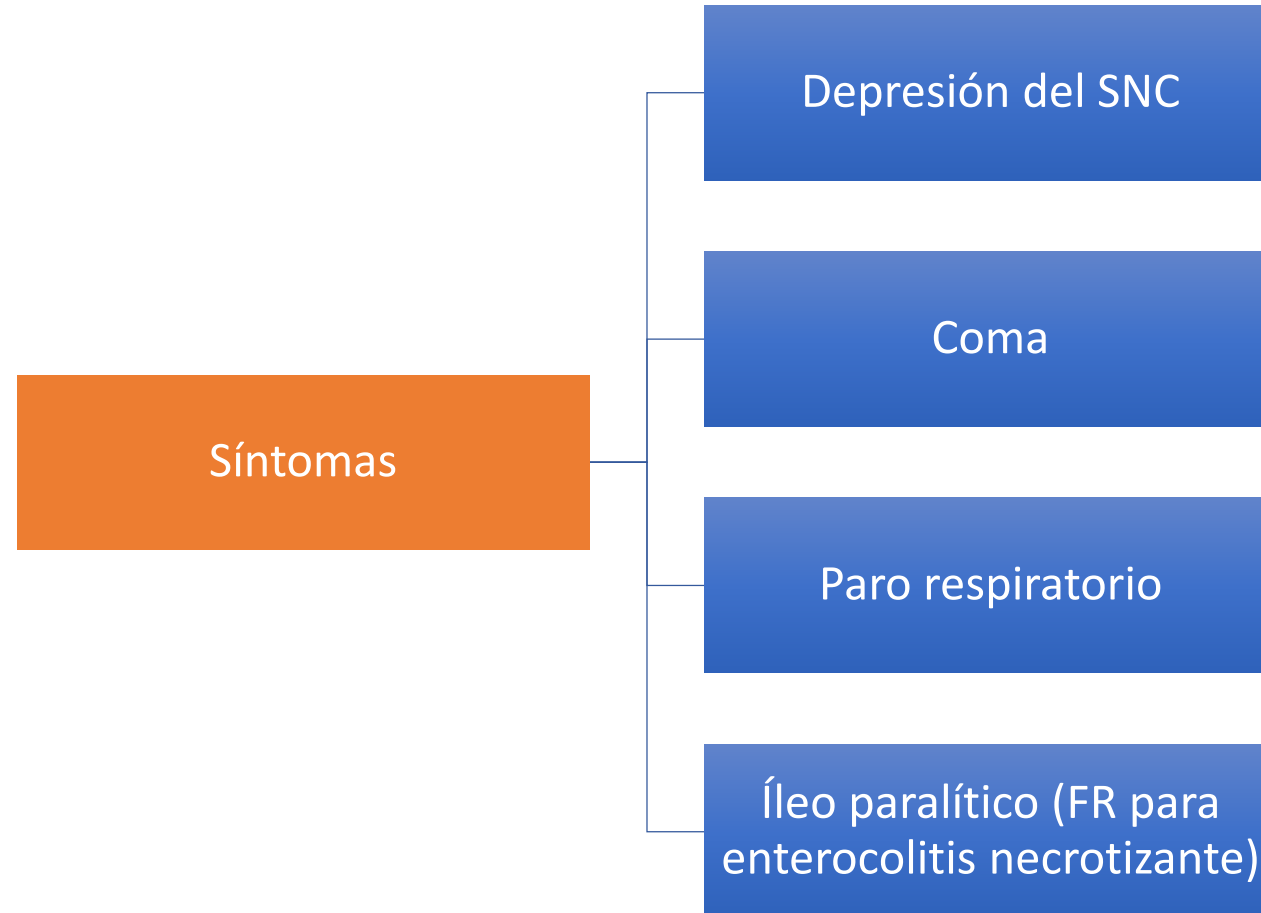 Síntomas
Depresión del SNC
Coma
Paro respiratorio
Íleo paralítico (FR para
enterocolitis necrotizante)